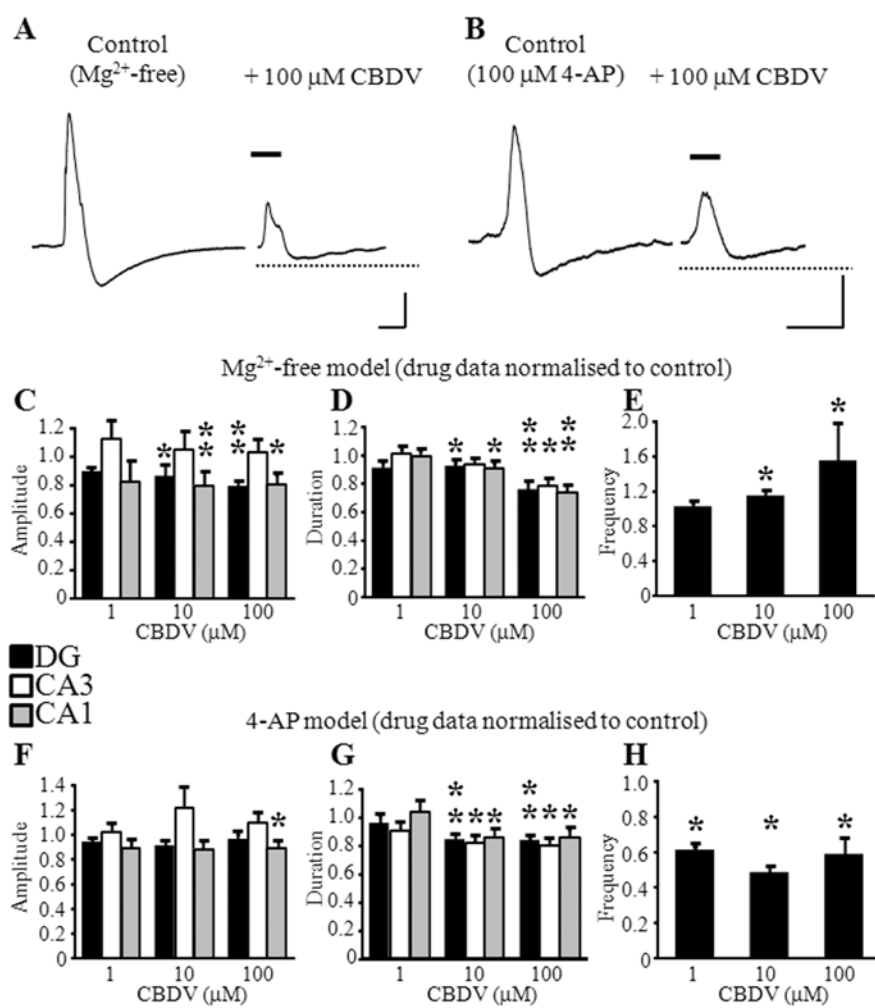 A
B
Control
(Mg²⁺-free)
+ 100 µM CBDV
Control
(100 µM 4-AP)
+ 100 µM CBDV
Mg²⁺-free model (drug data normalised to control)
C
D
E
Amplitude
1.2
1.0
0.8
0.6
0.4
0.2
0
* ** ** *
1 10 100
CBDV (µM)
Duration
1.2
1.0
0.8
0.6
0.4
0.2
0
* * ** * **
1 10 100
CBDV (µM)
Frequency
2.0
1.6
1.2
0.8
0.4
0
* *
1 10 100
CBDV (µM)
DG
CA3
CA1
4-AP model (drug data normalised to control)
F
G
H
Amplitude
1.4
1.2
1.0
0.8
0.6
0.4
0.2
0
*
1 10 100
CBDV (µM)
Duration
1.2
1.0
0.8
0.6
0.4
0.2
0
** * * ** * *
1 10 100
CBDV (µM)
Frequency
1.0
0.8
0.6
0.4
0.2
0
* * *
1 10 100
CBDV (µM)